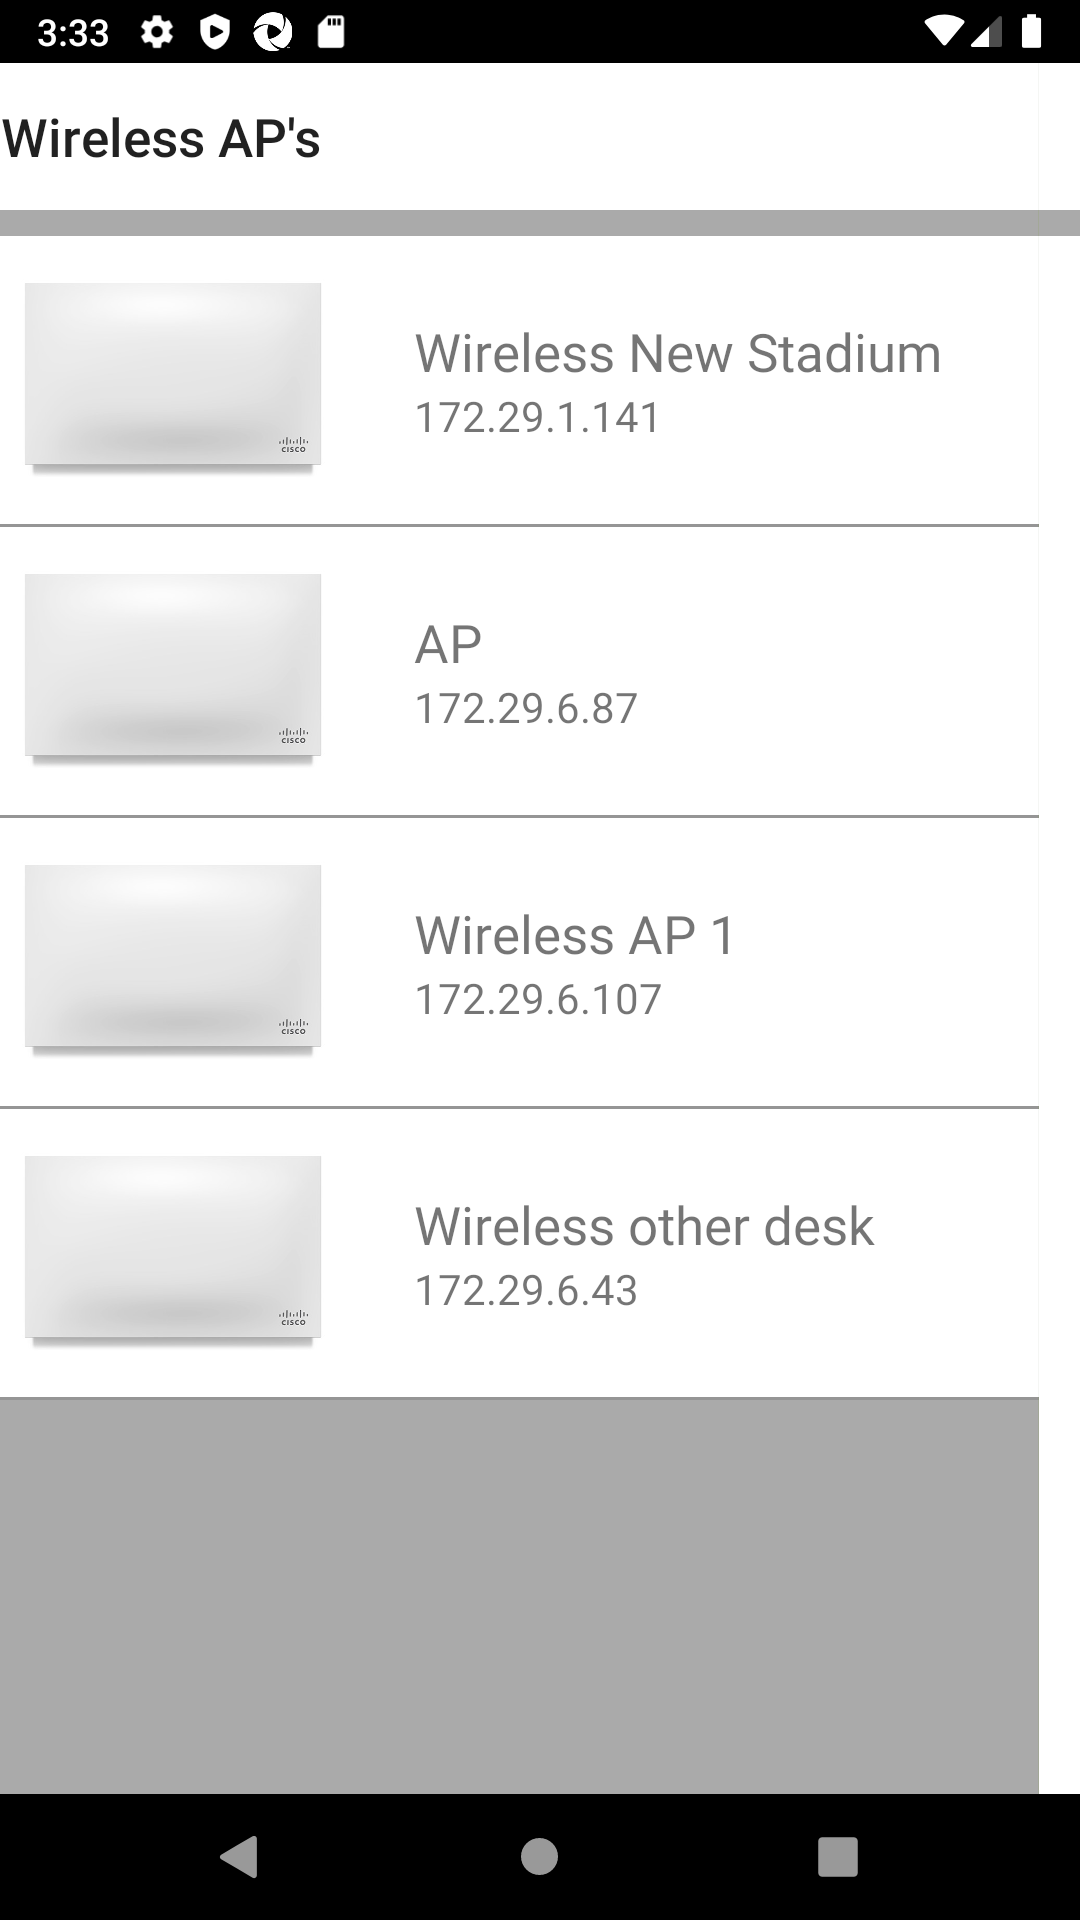 3:33
Wireless AP's
Wireless New Stadium
172.29.1.141
CISCO
AP
172.29.6.87
CISCO
Wireless AP 1
172.29.6.107
CISCO
Wireless other desk
172.29.6.43
CISCO